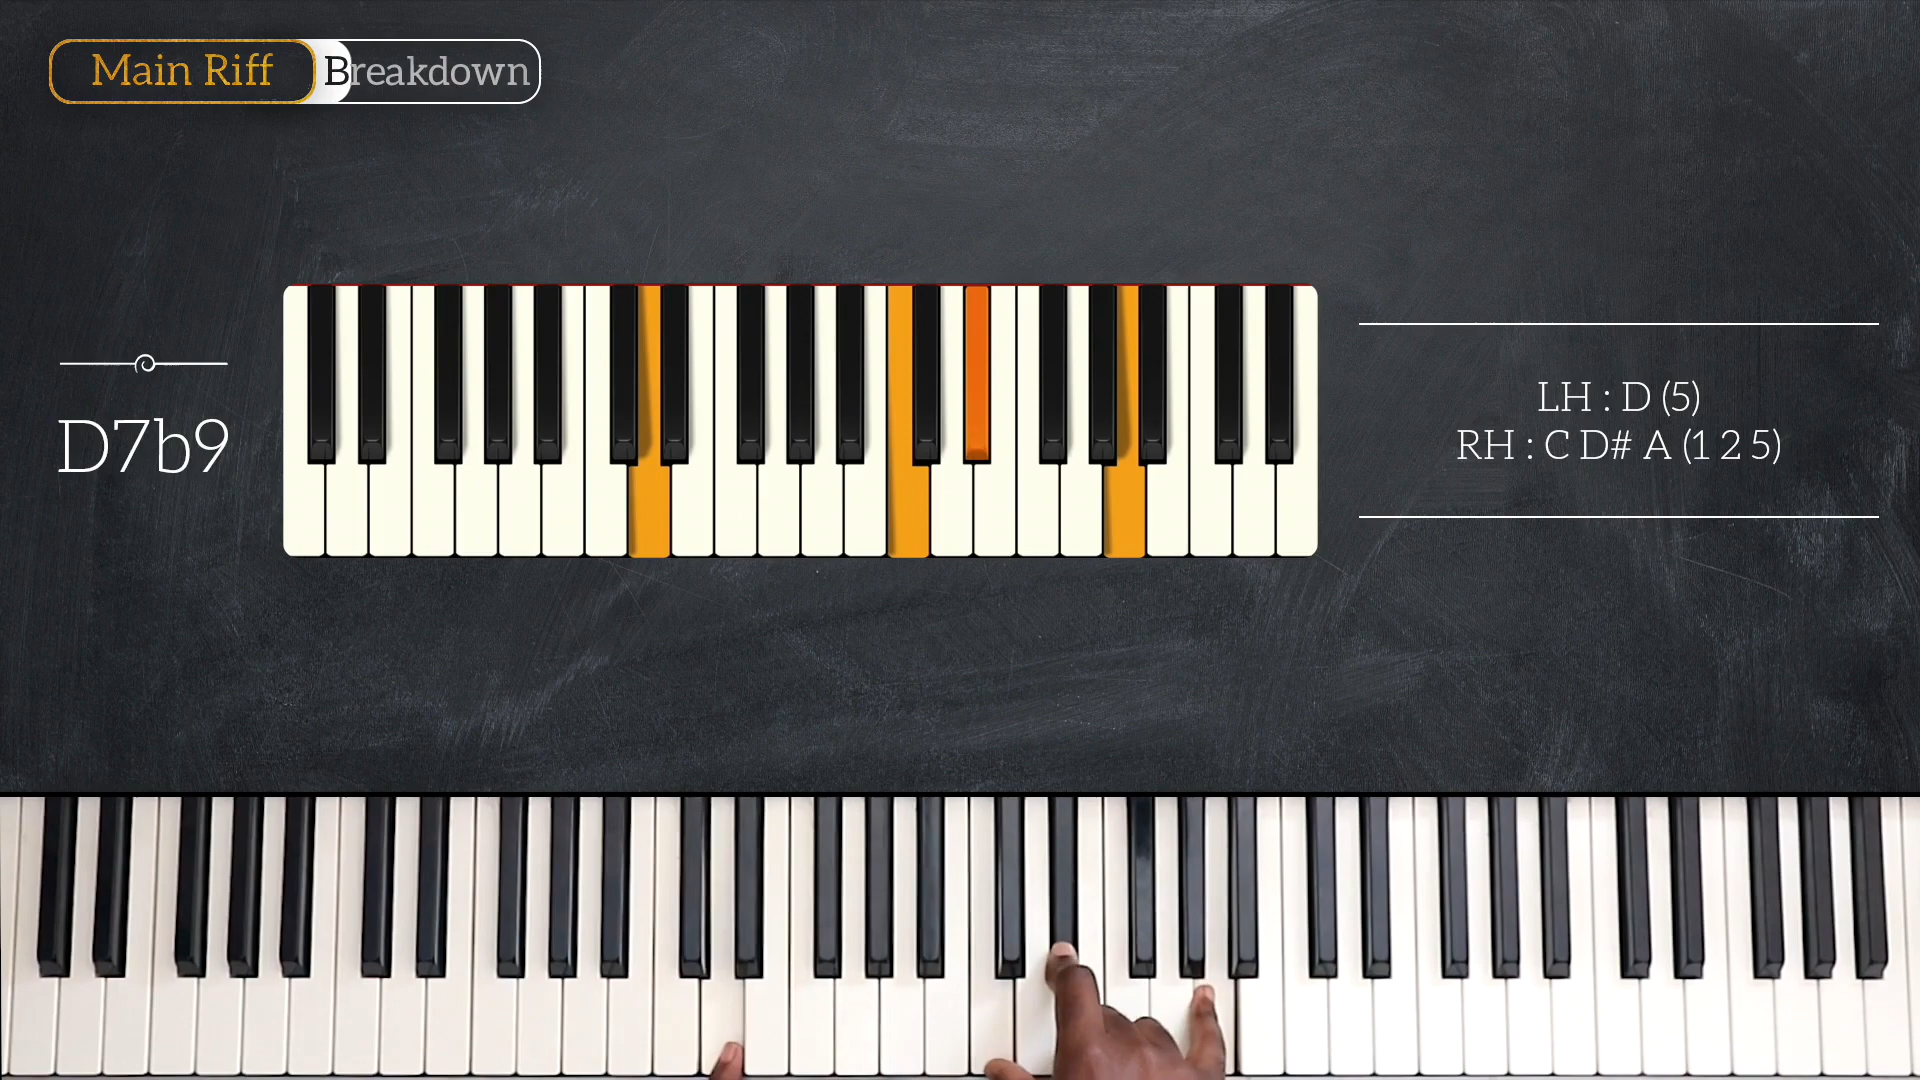 Main Riff
Breakdown
D7b9
LH : D (5)
RH : C D# A (1 2 5)